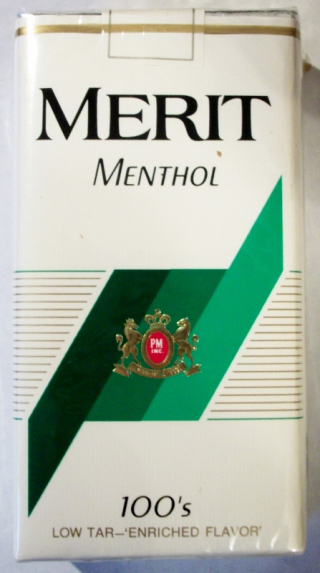 MERIT
MENTHOL
PM
INC.
100's
LOW TAR–'ENRICHED FLAVOR'